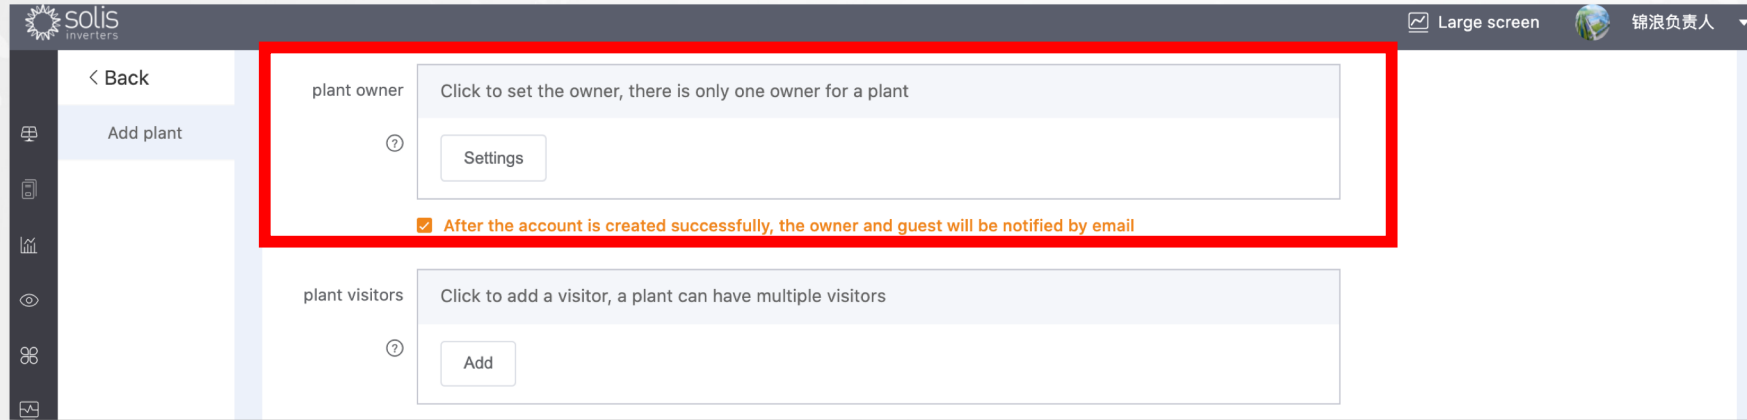 solis
inverters
Large screen
锦浪负责人
Back
Add plant
plant owner
Click to set the owner, there is only one owner for a plant
?
Settings
After the account is created successfully, the owner and guest will be notified by email
plant visitors
Click to add a visitor, a plant can have multiple visitors
?
Add